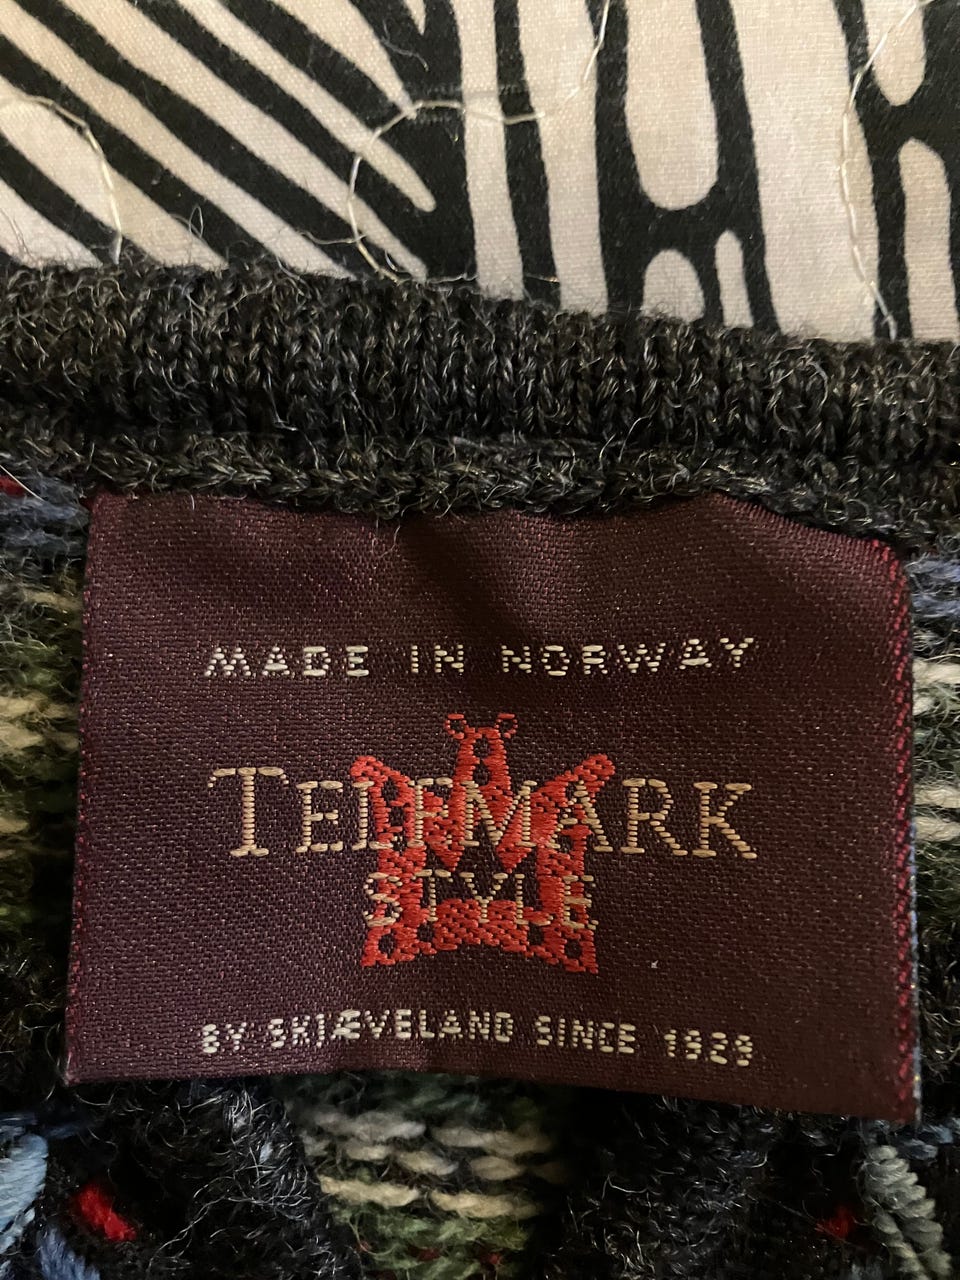 MADE IN NORWAY
TELEMARK
STYLE
BY SKJÆVELAND SINCE 1929